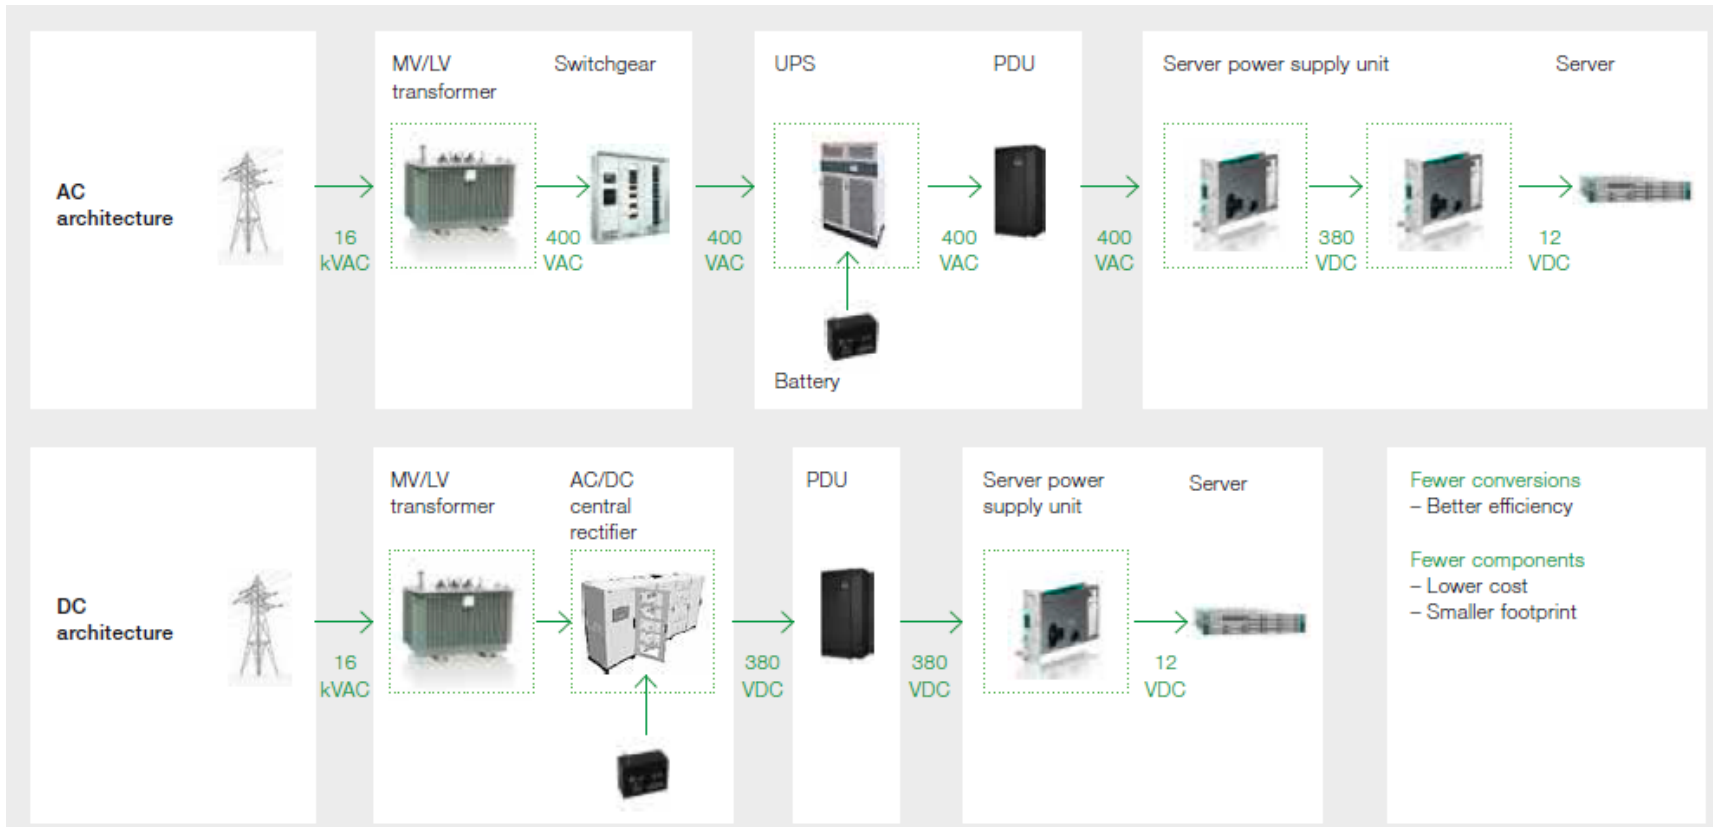 MV/LV
transformer
Switchgear
UPS
PDU
Server power supply unit
Server
AC
architecture
16
kVAC
400
VAC
400
VAC
400
VAC
400
VAC
380
VDC
12
VDC
Battery
MV/LV
transformer
AC/DC
central
rectifier
PDU
Server power
supply unit
Server
Fewer conversions
– Better efficiency
Fewer components
– Lower cost
– Smaller footprint
DC
architecture
16
kVAC
380
VDC
380
VDC
12
VDC